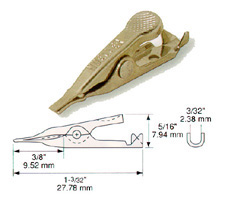 3/32"
2.38 mm
5/16"
7.94 mm
3/8"
9.52 mm
1-3/32"
27.78 mm